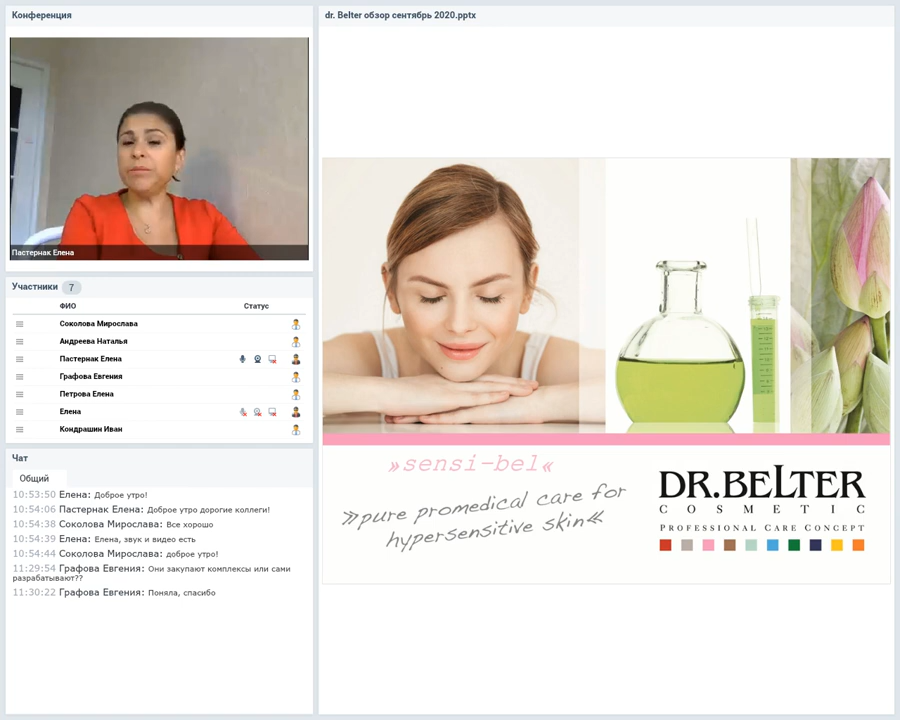 Конференция
Пастернак Елена
Участники 7
ФИО Статус
Соколова Мирослава
Андреева Наталья
Пастернак Елена
Графова Евгения
Петрова Елена
Елена
Кондрашин Иван
Чат
Общий
10:53:50 Елена: Доброе утро!
10:54:06 Пастернак Елена: Доброе утро дорогие коллеги!
10:54:38 Соколова Мирослава: Все хорошо
10:54:39 Елена: Елена, звук и видео есть
10:54:44 Соколова Мирослава: доброе утро!
11:29:54 Графова Евгения: Они закупают комплексы или сами
разрабатывают??
11:30:22 Графова Евгения: Поняла, спасибо
dr. Belter обзор сентябрь 2020.pptx
»sensi-bel«
»pure promedical care for
hypersensitive skin«
DR.BELTER
COSMETIC
PROFESSIONAL CARE CONCEPT